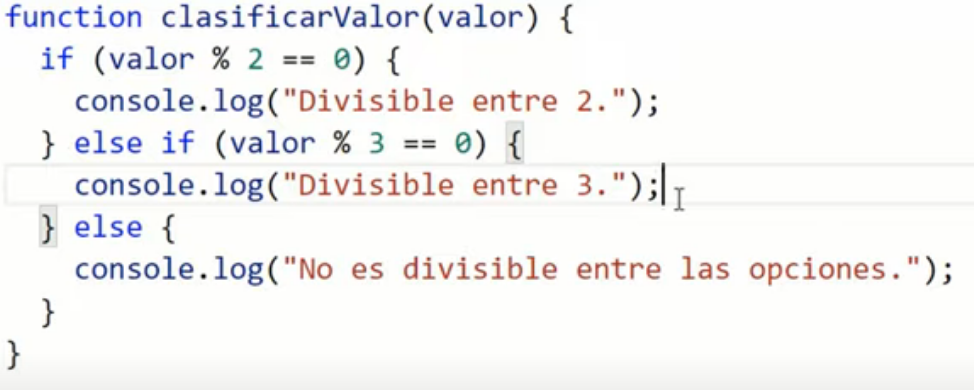 function clasificarValor(valor) {
  if (valor % 2 == 0) {
    console.log("Divisible entre 2.");
  } else if (valor % 3 == 0) {
    console.log("Divisible entre 3.");
  } else {
    console.log("No es divisible entre las opciones.");
  }
}